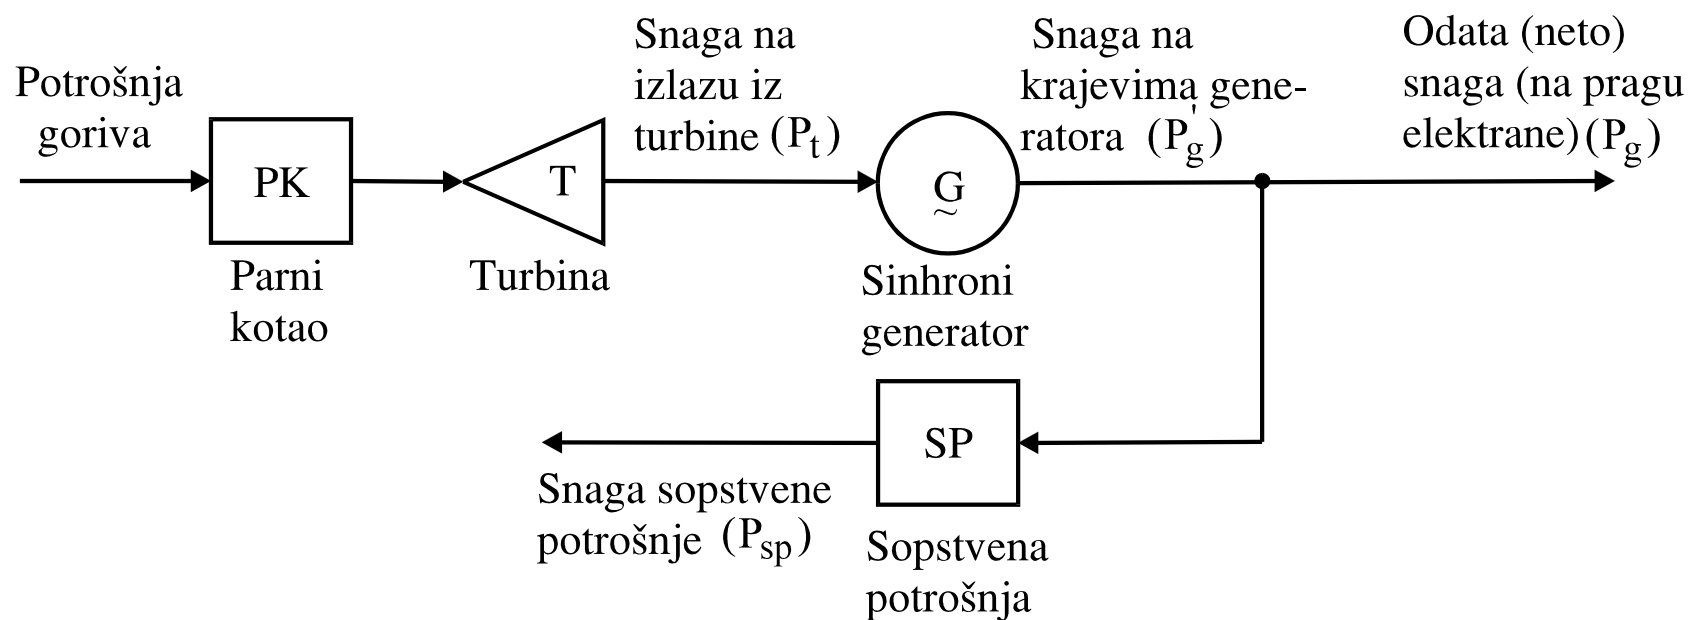 Potrošnja
goriva
PK
Parni
kotao
T
Turbina
Snaga na
izlazu iz
turbine (Pt)
G
~
Sinhroni
generator
Snaga na
krajevima gene-
ratora (P'g)
Odata (neto)
snaga (na pragu
elektrane) (Pg)
SP
Sopstvena
potrošnja
Snaga sopstvene
potrošnje (Psp)